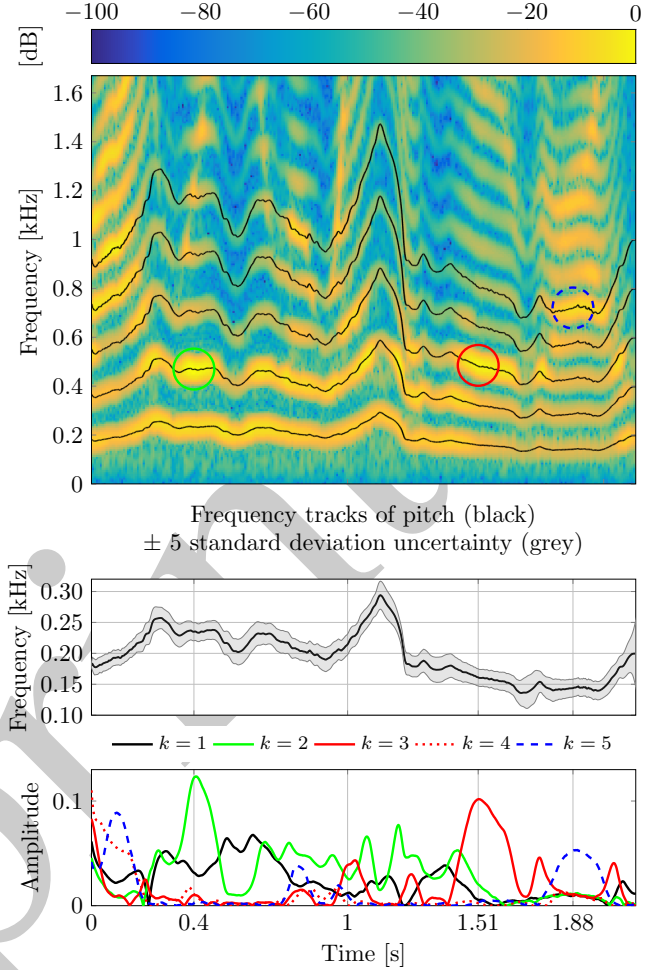 −100 −80 −60 −40 −20 0
[dB]
1.6
1.4
1.2
1
0.8
0.6
0.4
0.2
0
Frequency [kHz]
Frequency tracks of pitch (black)
± 5 standard deviation uncertainty (grey)
0.30
0.25
0.20
0.15
0.10
Frequency [kHz]
k = 1 k = 2 k = 3 k = 4 k = 5
0.1
0
Amplitude
0 0.4 1 1.51 1.88
Time [s]